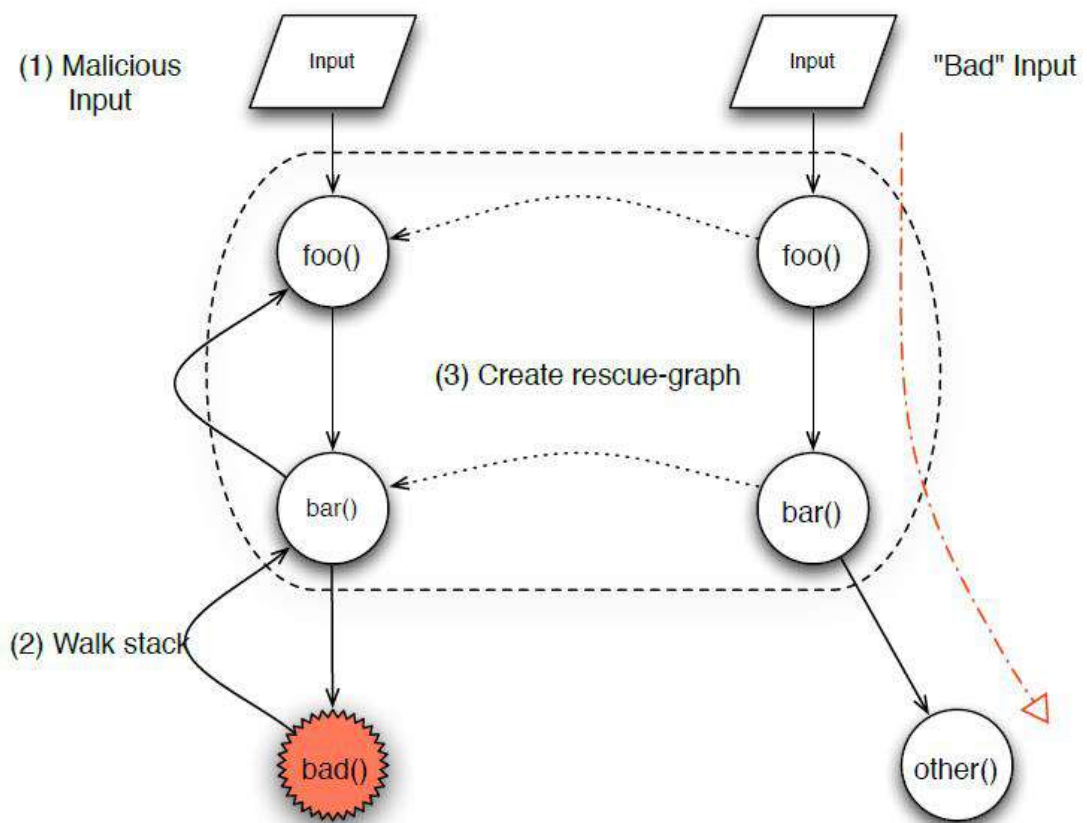 (1) Malicious
Input
Input
Input
"Bad" Input
foo()
foo()
(3) Create rescue-graph
bar()
bar()
(2) Walk stack
bad()
other()